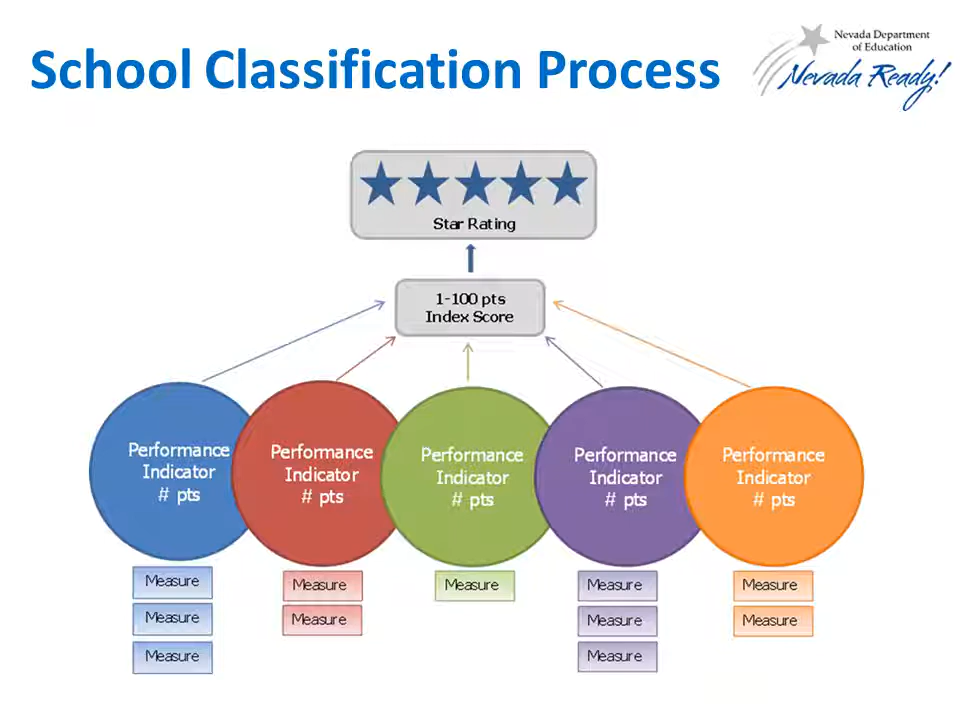 School Classification Process
Nevada Department
of Education
Nevada Ready!
Star Rating
1-100 pts
Index Score
Performance
Indicator
# pts
Performance
Indicator
# pts
Performance
Indicator
# pts
Performance
Indicator
# pts
Performance
Indicator
# pts
Measure
Measure
Measure
Measure
Measure
Measure
Measure
Measure
Measure
Measure
Measure